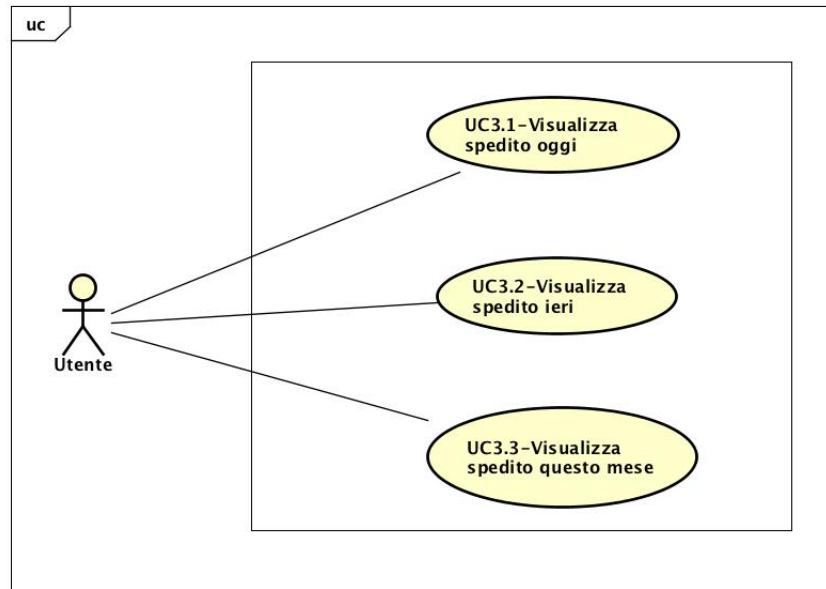 uc
UC3.1-Visualizza
spedito oggi
UC3.2-Visualizza
spedito ieri
Utente
UC3.3-Visualizza
spedito questo mese